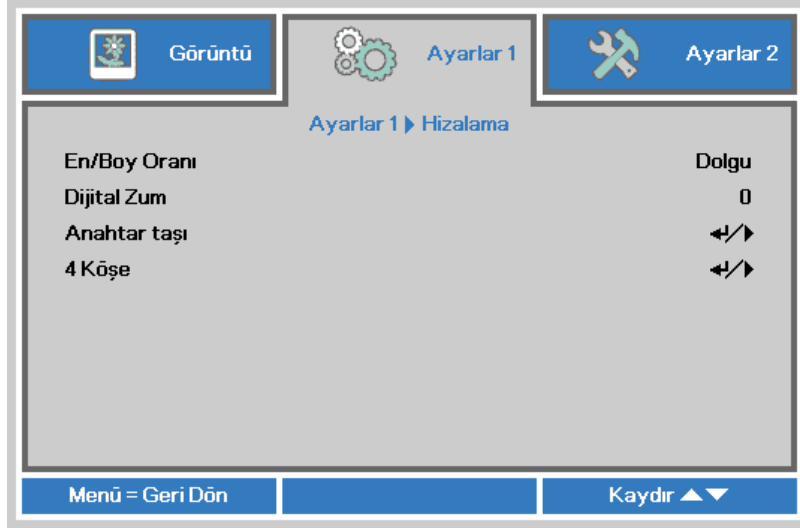 Görüntü
Ayarlar 1
Ayarlar 2
Ayarlar 1 ▶ Hizalama
En/Boy Oranı Dolgu
Dijital Zum 0
Anahtar taşı ↵/▶
4 Köşe ↵/▶
Menü = Geri Dön
Kaydır ▲▼